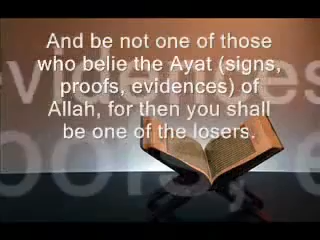 And be not one of those
who belie the Ayat (signs,
proofs, evidences) of
Allah, for then you shall
be one of the losers.
evidences